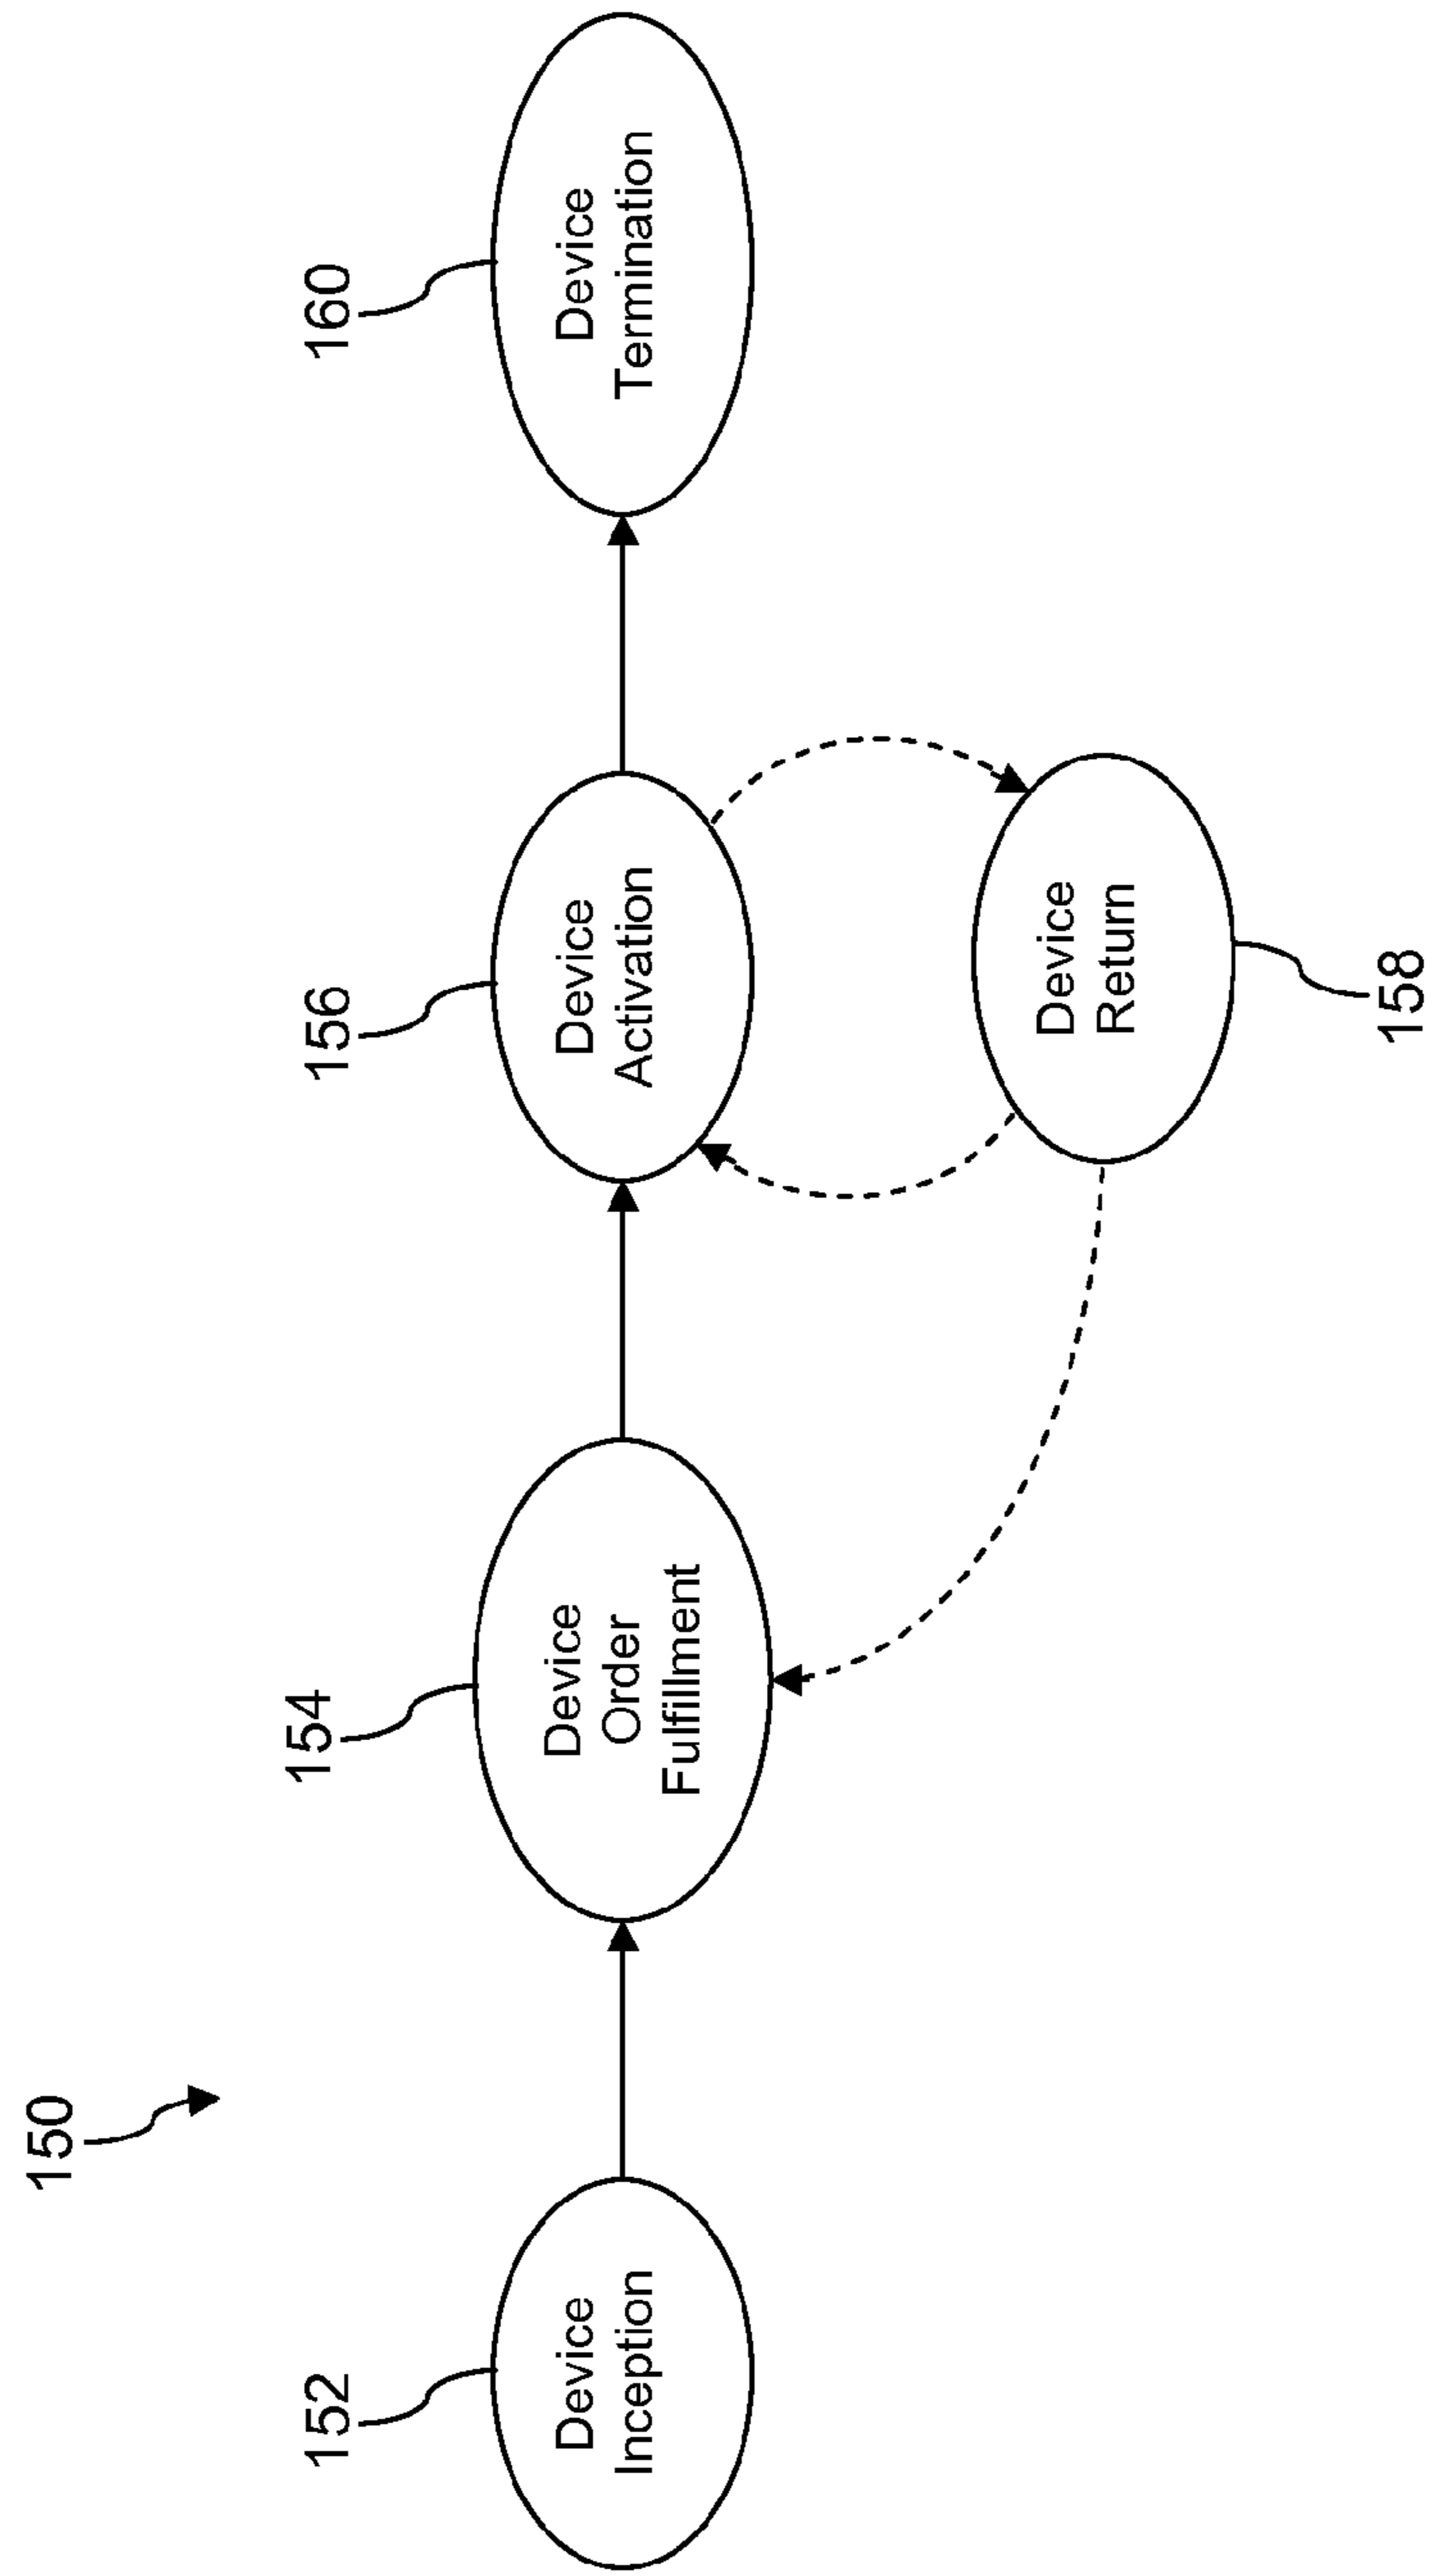 150
152
Device
Inception
154
Device
Order
Fulfillment
156
Device
Activation
160
Device
Termination
Device
Return
158